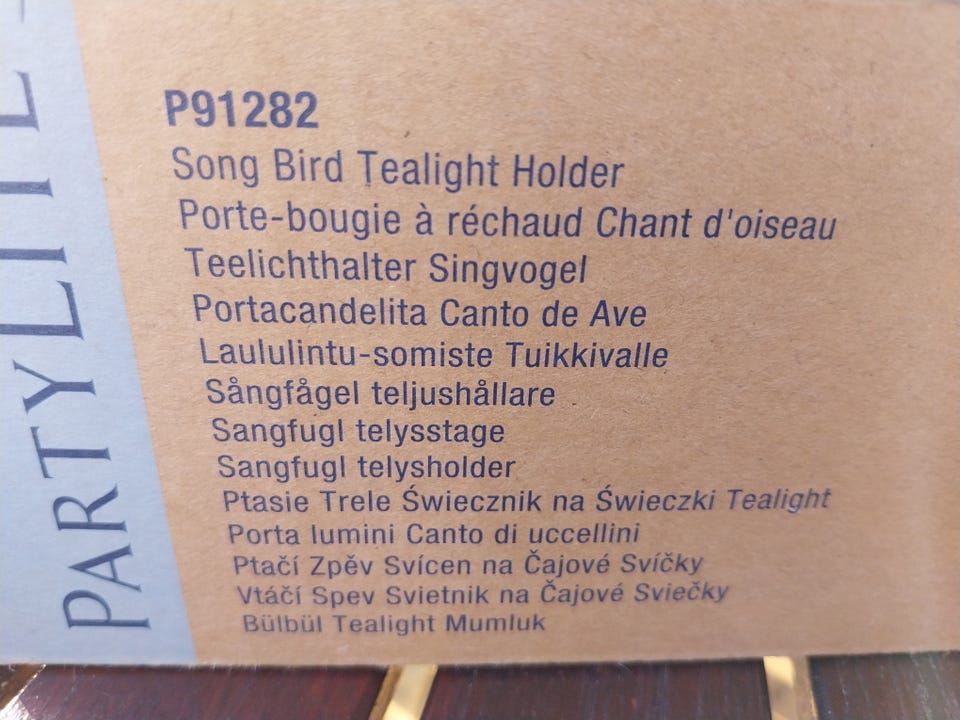 PARTYLITE
P91282
Song Bird Tealight Holder
Porte-bougie à réchaud Chant d'oiseau
Teelichthalter Singvogel
Portacandelita Canto de Ave
Laululintu-somiste Tuikkivalle
Sångfågel teljushållare
Sangfugl telysstage
Sangfugl telysholder
Ptasie Trele Świecznik na Świeczki Tealight
Porta lumini Canto di uccellini
Ptačí Zpěv Svícen na Čajové Svíčky
Vtáčí Spev Svietnik na Čajové Sviečky
Bülbül Tealight Mumluk